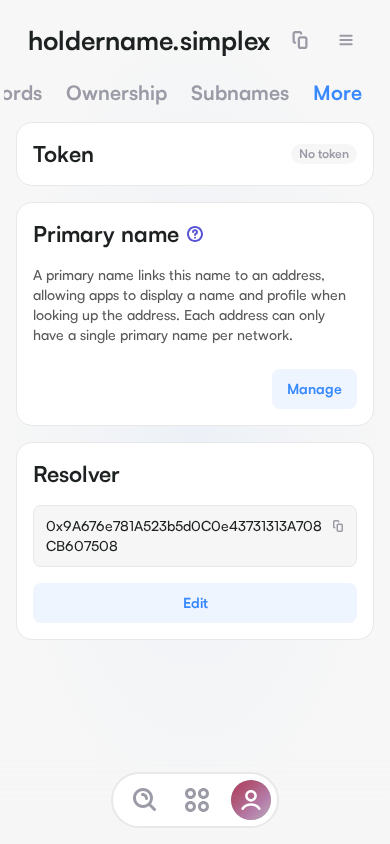 holdername.simplex
ords Ownership Subnames More
Token
No token
Primary name
A primary name links this name to an address,
allowing apps to display a name and profile when
looking up the address. Each address can only
have a single primary name per network.
Manage
Resolver
0x9A676e781A523b5d0C0e43731313A708
CB607508
Edit